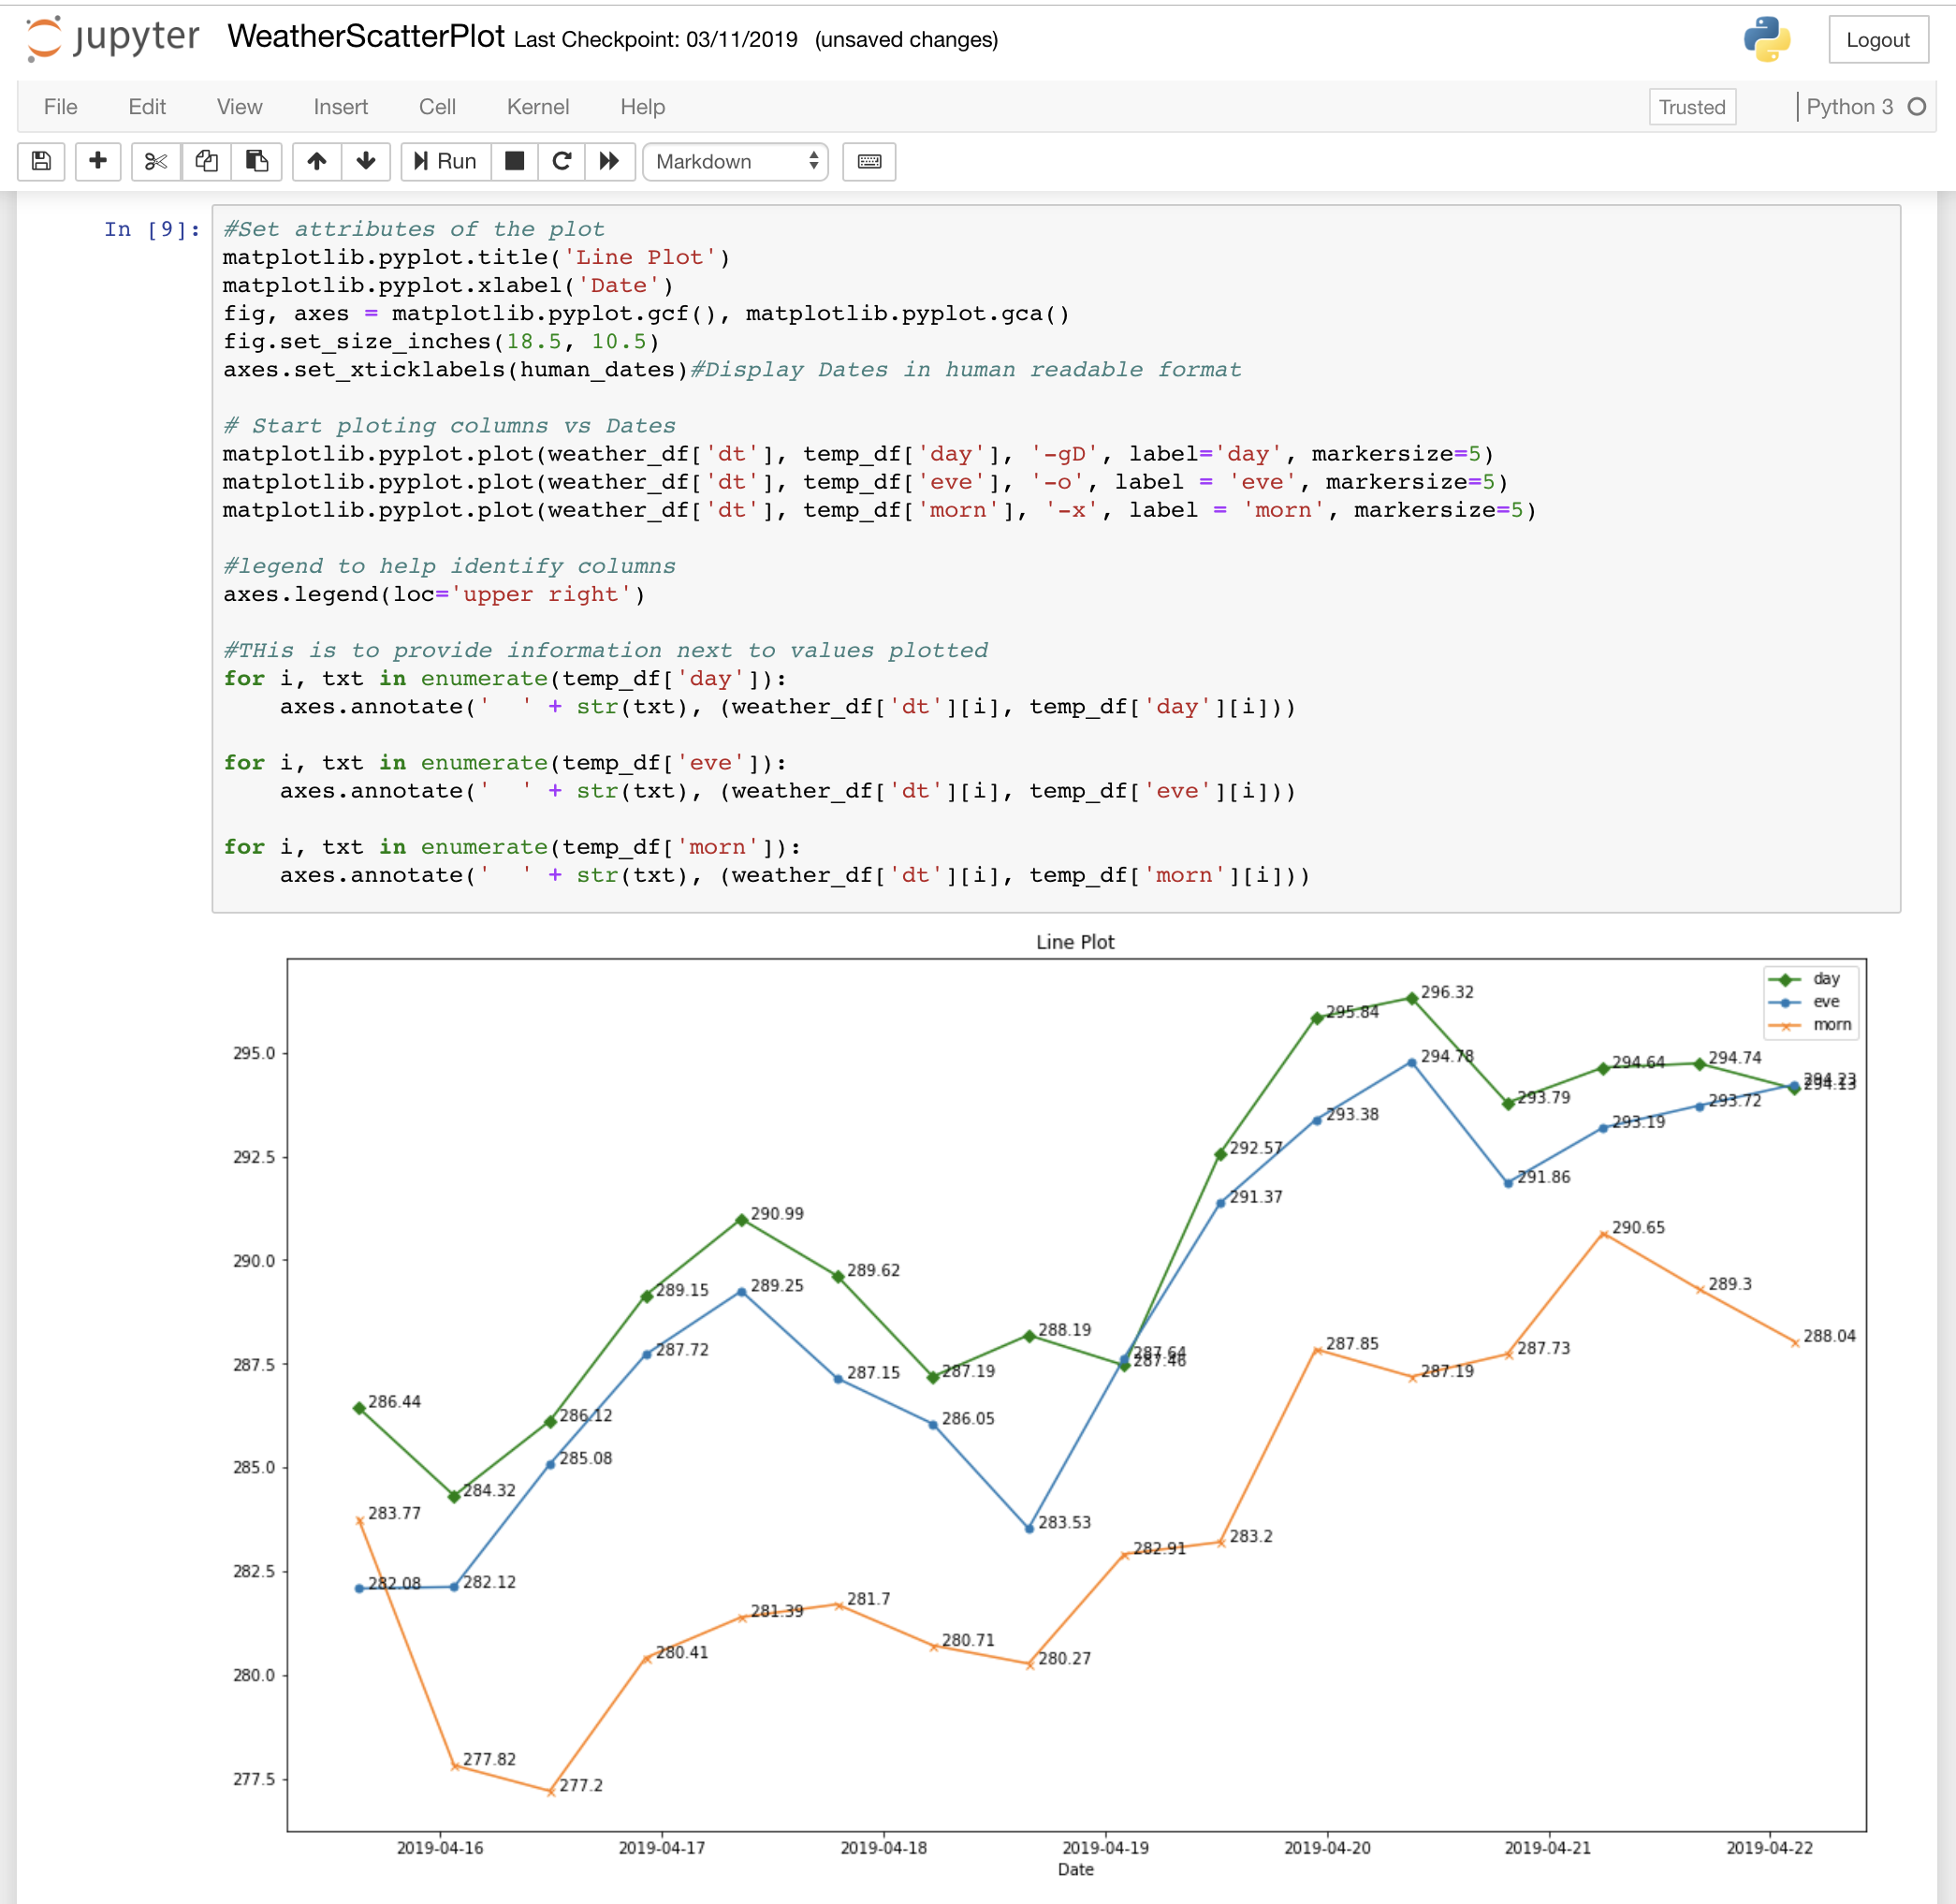 jupyter WeatherScatterPlot Last Checkpoint: 03/11/2019 (unsaved changes) Logout
File Edit View Insert Cell Kernel Help Trusted Python 3
Run Markdown
In [9]: #Set attributes of the plot
matplotlib.pyplot.title('Line Plot')
matplotlib.pyplot.xlabel('Date')
fig, axes = matplotlib.pyplot.gcf(), matplotlib.pyplot.gca()
fig.set_size_inches(18.5, 10.5)
axes.set_xticklabels(human_dates)#Display Dates in human readable format
# Start ploting columns vs Dates
matplotlib.pyplot.plot(weather_df['dt'], temp_df['day'], '-gD', label='day', markersize=5)
matplotlib.pyplot.plot(weather_df['dt'], temp_df['eve'], '-o', label = 'eve', markersize=5)
matplotlib.pyplot.plot(weather_df['dt'], temp_df['morn'], '-x', label = 'morn', markersize=5)
#legend to help identify columns
axes.legend(loc='upper right')
#THis is to provide information next to values plotted
for i, txt in enumerate(temp_df['day']):
    axes.annotate('  ' + str(txt), (weather_df['dt'][i], temp_df['day'][i]))
for i, txt in enumerate(temp_df['eve']):
    axes.annotate('  ' + str(txt), (weather_df['dt'][i], temp_df['eve'][i]))
for i, txt in enumerate(temp_df['morn']):
    axes.annotate('  ' + str(txt), (weather_df['dt'][i], temp_df['morn'][i]))
Line Plot
day
eve
morn
295.0
292.5
290.0
287.5
285.0
282.5
280.0
277.5
286.44
284.32
286.12
289.15
290.99
289.62
287.19
288.19
287.46
292.57
295.84
296.32
293.79
294.64
294.74
294.13
282.08
282.12
285.08
287.72
289.25
287.15
286.05
283.53
287.64
291.37
293.38
294.78
291.86
293.19
293.72
294.23
283.77
277.82
277.2
280.41
281.39
281.7
280.71
280.27
282.91
283.2
287.85
287.19
287.73
290.65
289.3
288.04
2019-04-16 2019-04-17 2019-04-18 2019-04-19 2019-04-20 2019-04-21 2019-04-22
Date